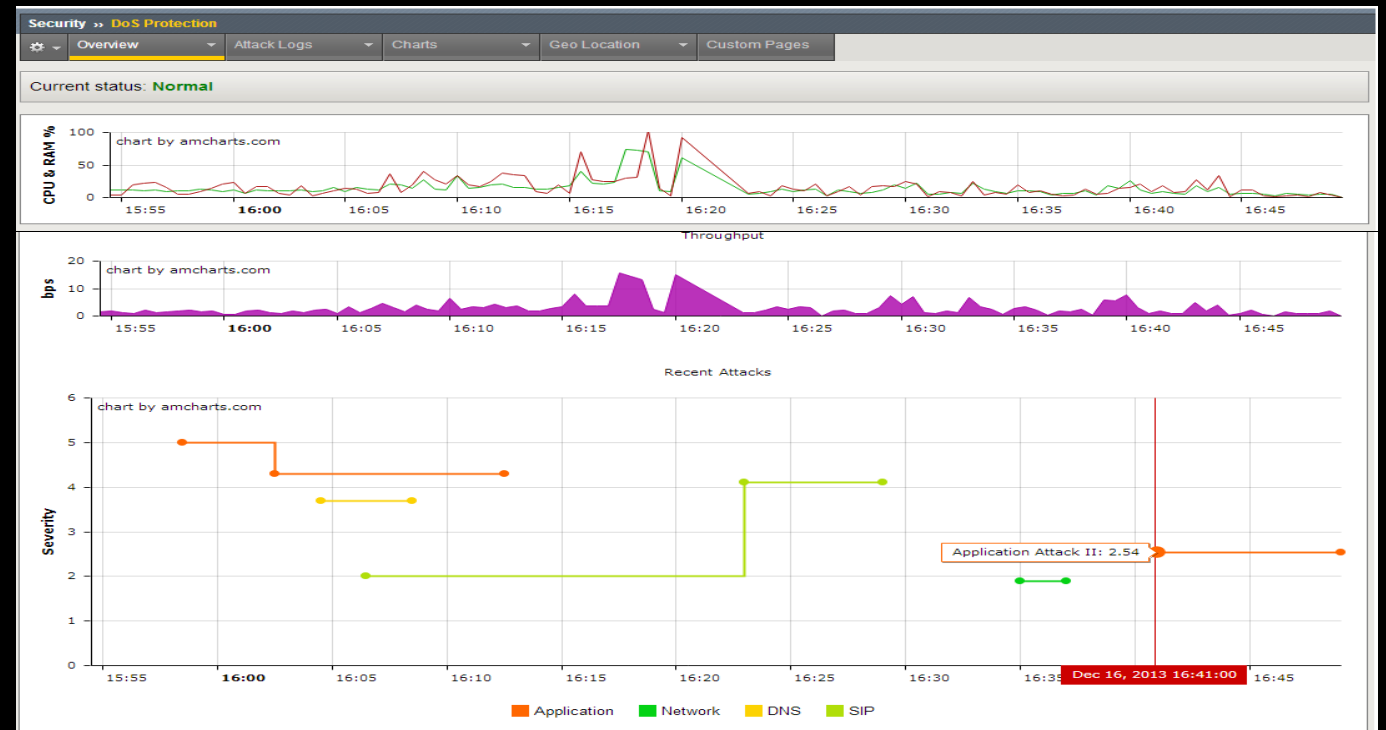 Security » DoS Protection
Overview Attack Logs Charts Geo Location Custom Pages
Current status: Normal
CPU & RAM %
100
50
0
chart by amcharts.com
15:55 16:00 16:05 16:10 16:15 16:20 16:25 16:30 16:35 16:40 16:45
Throughput
bps
20
10
0
chart by amcharts.com
15:55 16:00 16:05 16:10 16:15 16:20 16:25 16:30 16:35 16:40 16:45
Recent Attacks
Severity
6
5
4
3
2
1
0
chart by amcharts.com
Application Attack II: 2.54
15:55 16:00 16:05 16:10 16:15 16:20 16:25 16:30 16:35 Dec 16, 2013 16:41:00 16:45
Application Network DNS SIP